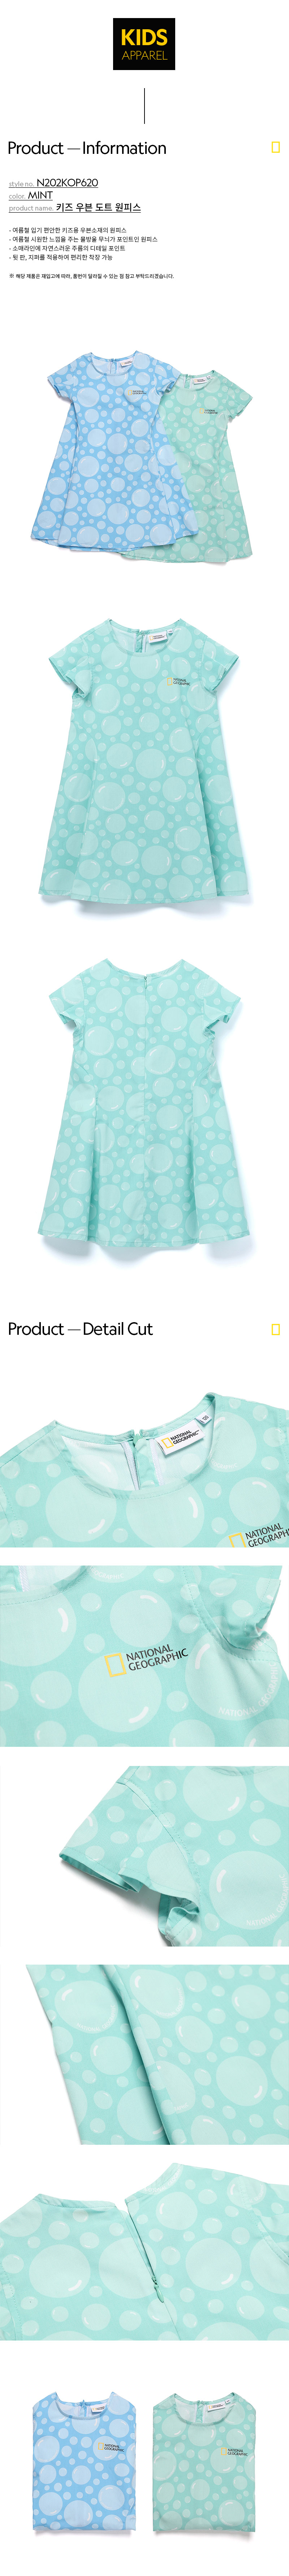 KIDS
APPAREL
Product — Information
style no. N202KOP620
color. MINT
product name. 키즈 우븐 도트 원피스
- 여름철 입기 편안한 키즈용 우븐소재의 원피스
- 여름철 시원한 느낌을 주는 물방울 무늬가 포인트인 원피스
- 소매라인에 자연스러운 주름의 디테일 포인트
- 뒷 판, 지퍼를 적용하여 편리한 착장 가능
※ 해당 제품은 재입고에 따라, 품번이 달라질 수 있는 점 참고 부탁드리겠습니다.
NATIONAL
GEOGRAPHIC
Product — Detail Cut
NATIONAL
GEOGRAPHIC
NATIONAL
GEOGRAPHIC
NATIONAL
GEOGRAPHIC
NATIONAL
GEOGRAPHIC
NATIONAL
GEOGRAPHIC